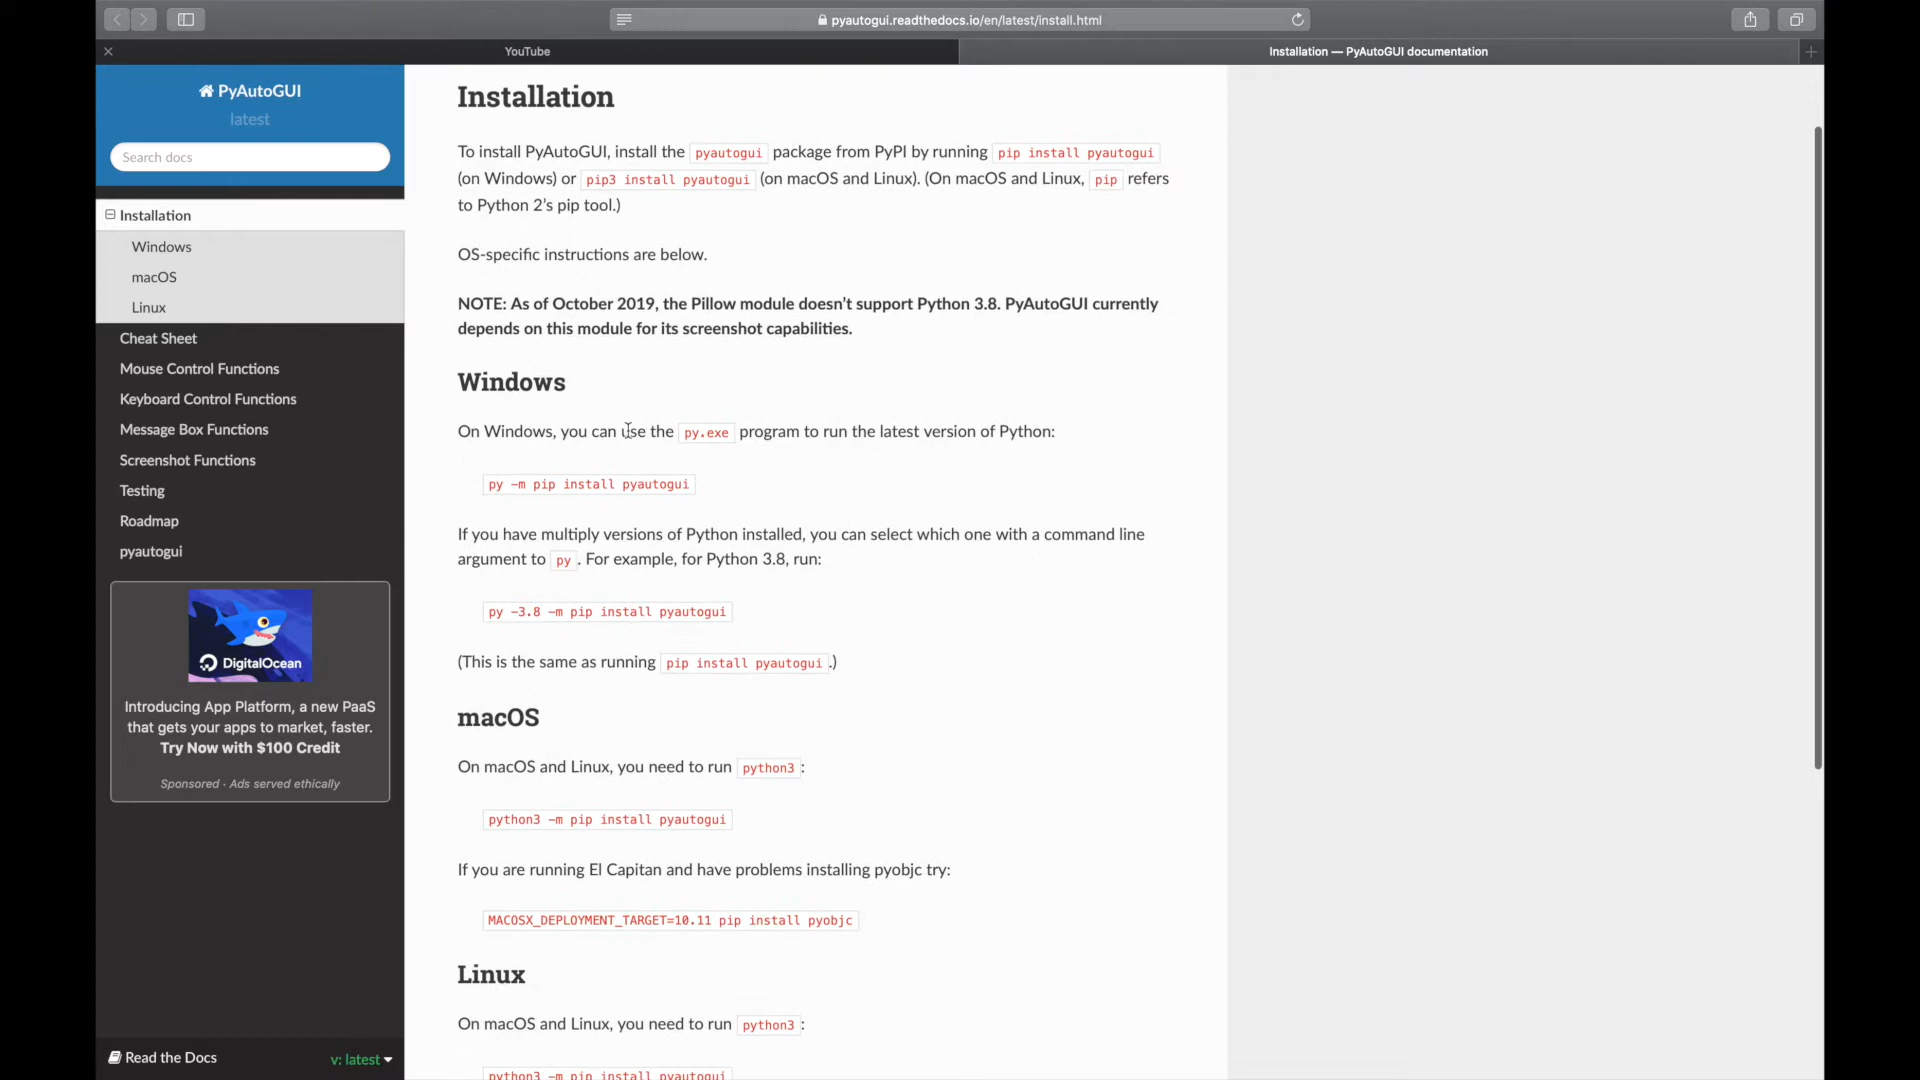 pyautogui.readthedocs.io/en/latest/install.html
YouTube
Installation — PyAutoGUI documentation
PyAutoGUI
latest
Search docs
Installation
Windows
macOS
Linux
Cheat Sheet
Mouse Control Functions
Keyboard Control Functions
Message Box Functions
Screenshot Functions
Testing
Roadmap
pyautogui
DigitalOcean
Introducing App Platform, a new PaaS
that gets your apps to market, faster.
Try Now with $100 Credit
Sponsored · Ads served ethically
Read the Docs
v: latest
Installation
To install PyAutoGUI, install the pyautogui package from PyPI by running pip install pyautogui
(on Windows) or pip3 install pyautogui (on macOS and Linux). (On macOS and Linux, pip refers
to Python 2’s pip tool.)
OS-specific instructions are below.
NOTE: As of October 2019, the Pillow module doesn’t support Python 3.8. PyAutoGUI currently
depends on this module for its screenshot capabilities.
Windows
On Windows, you can use the py.exe program to run the latest version of Python:
py -m pip install pyautogui
If you have multiply versions of Python installed, you can select which one with a command line
argument to py . For example, for Python 3.8, run:
py -3.8 -m pip install pyautogui
(This is the same as running pip install pyautogui .)
macOS
On macOS and Linux, you need to run python3 :
python3 -m pip install pyautogui
If you are running El Capitan and have problems installing pyobjc try:
MACOSX_DEPLOYMENT_TARGET=10.11 pip install pyobjc
Linux
On macOS and Linux, you need to run python3 :
python3 -m pip install pyautogui